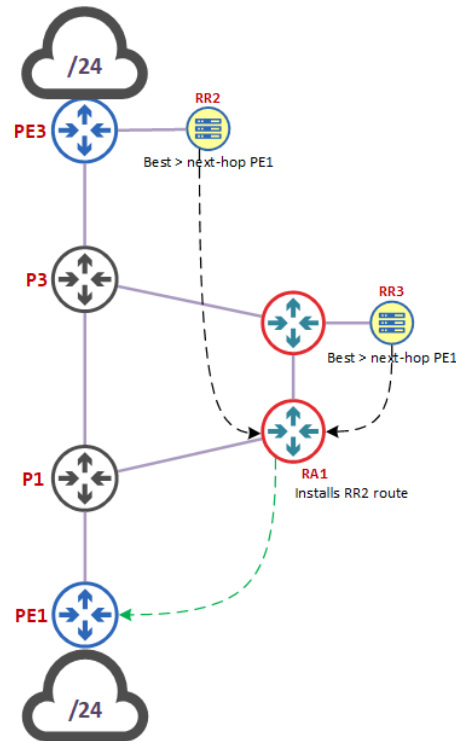 /24
RR2
PE3
Best > next-hop PE1
P3
RR3
Best > next-hop PE1
P1
RA1
Installs RR2 route
PE1
/24